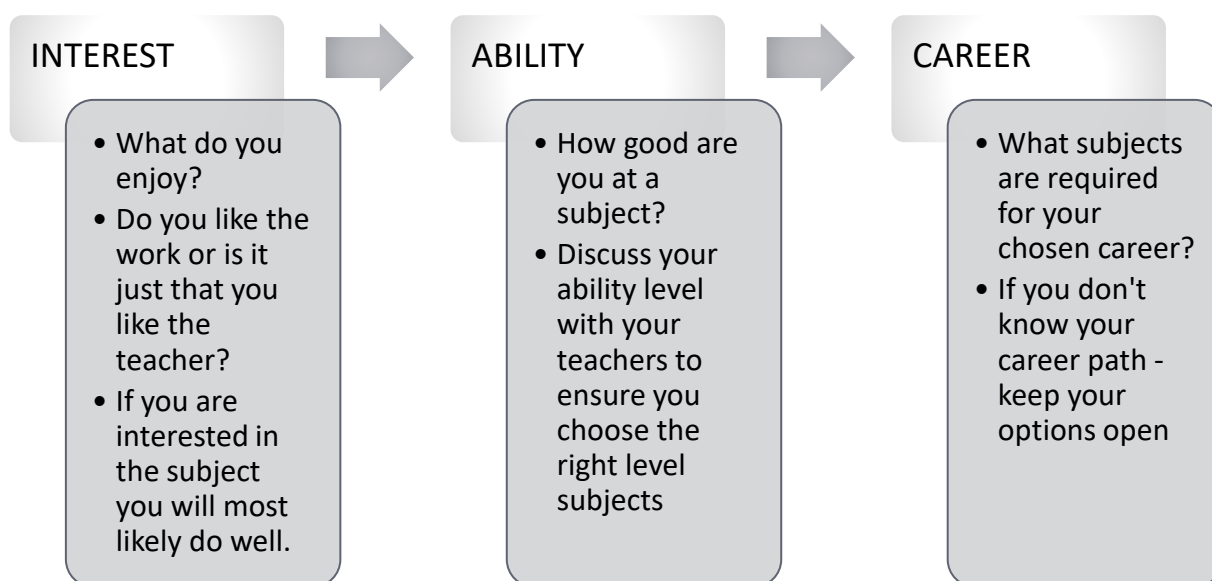 INTEREST
• What do you
enjoy?
• Do you like the
work or is it
just that you
like the
teacher?
• If you are
interested in
the subject
you will most
likely do well.
ABILITY
• How good are
you at a
subject?
• Discuss your
ability level
with your
teachers to
ensure you
choose the
right level
subjects
CAREER
• What subjects
are required
for your
chosen career?
• If you don't
know your
career path -
keep your
options open